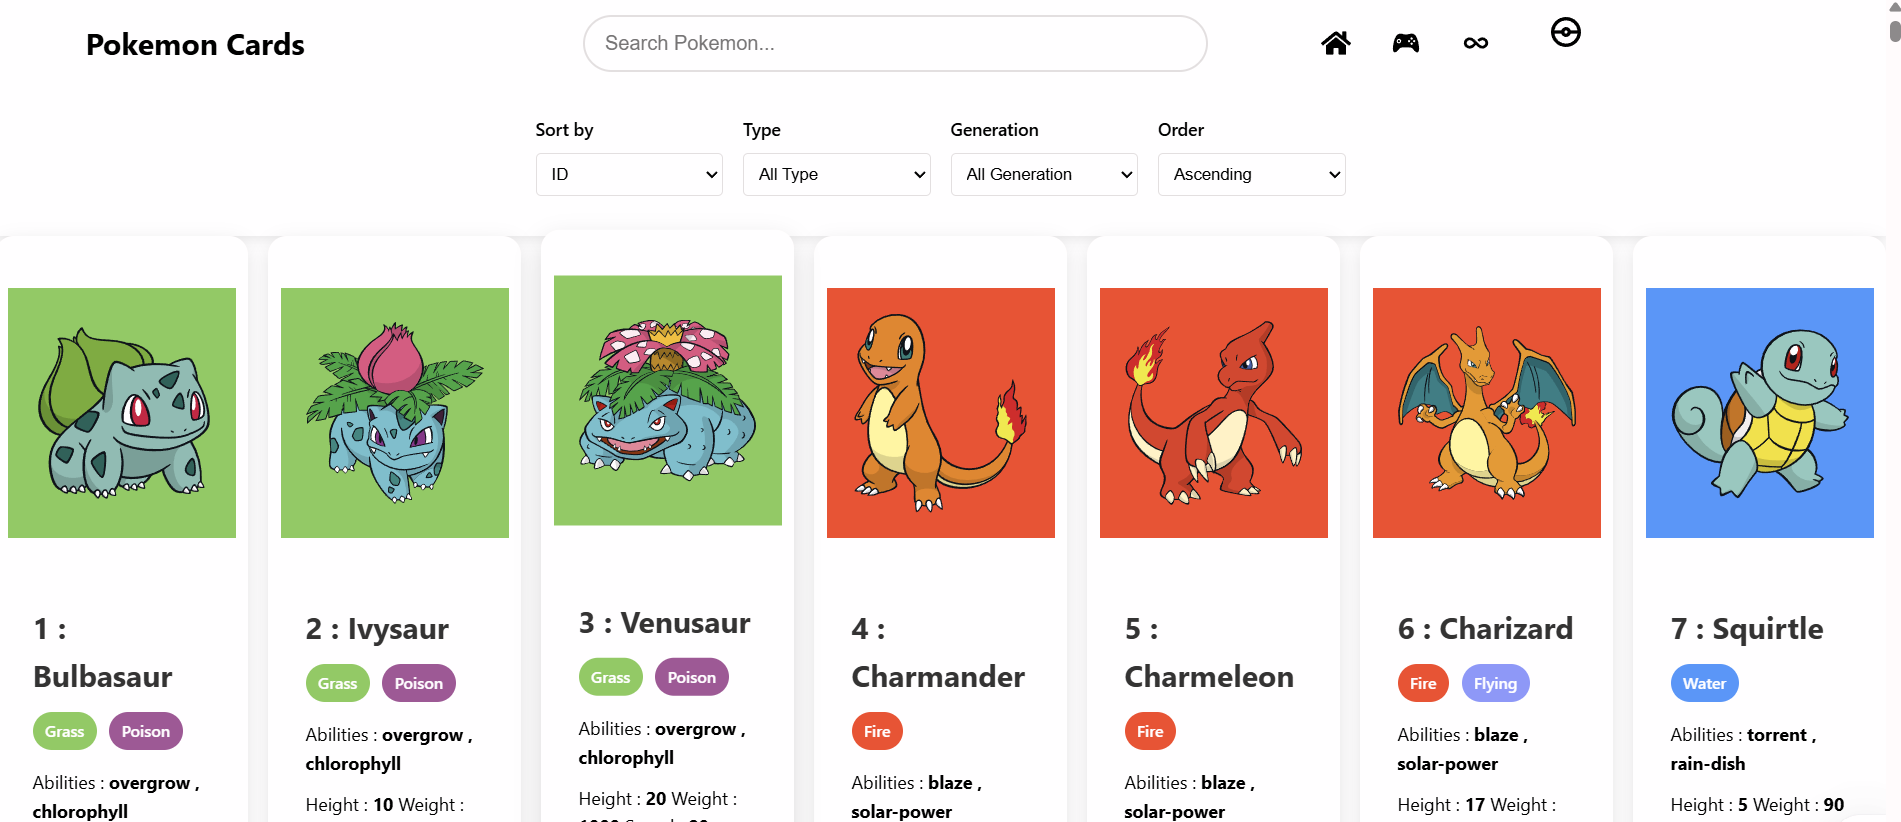 Pokemon Cards
Search Pokemon...
Sort by
Type
Generation
Order
ID
All Type
All Generation
Ascending
1 :
Bulbasaur
Grass
Poison
Abilities : overgrow ,
chlorophyll
2 : Ivysaur
Grass
Poison
Abilities : overgrow ,
chlorophyll
Height : 10 Weight :
3 : Venusaur
Grass
Poison
Abilities : overgrow ,
chlorophyll
Height : 20 Weight :
4 :
Charmander
Fire
Abilities : blaze ,
solar-power
5 :
Charmeleon
Fire
Abilities : blaze ,
solar-power
6 : Charizard
Fire
Flying
Abilities : blaze ,
solar-power
Height : 17 Weight :
7 : Squirtle
Water
Abilities : torrent ,
rain-dish
Height : 5 Weight : 90